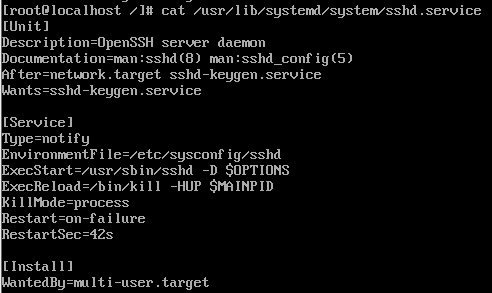 [root@localhost /]# cat /usr/lib/systemd/system/sshd.service
[Unit]
Description=OpenSSH server daemon
Documentation=man:sshd(8) man:sshd_config(5)
After=network.target sshd-keygen.service
Wants=sshd-keygen.service

[Service]
Type=notify
EnvironmentFile=/etc/sysconfig/sshd
ExecStart=/usr/sbin/sshd -D $OPTIONS
ExecReload=/bin/kill -HUP $MAINPID
KillMode=process
Restart=on-failure
RestartSec=42s

[Install]
WantedBy=multi-user.target